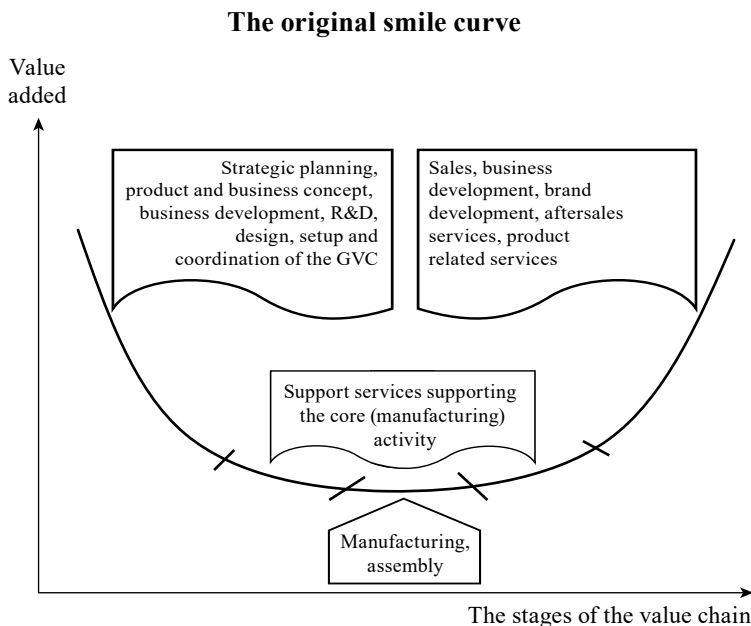 The original smile curve
Value
added
Strategic planning,
product and business concept,
business development, R&D,
design, setup and
coordination of the GVC
Sales, business
development, brand
development, aftersales
services, product
related services
Support services supporting
the core (manufacturing)
activity
Manufacturing,
assembly
The stages of the value chain